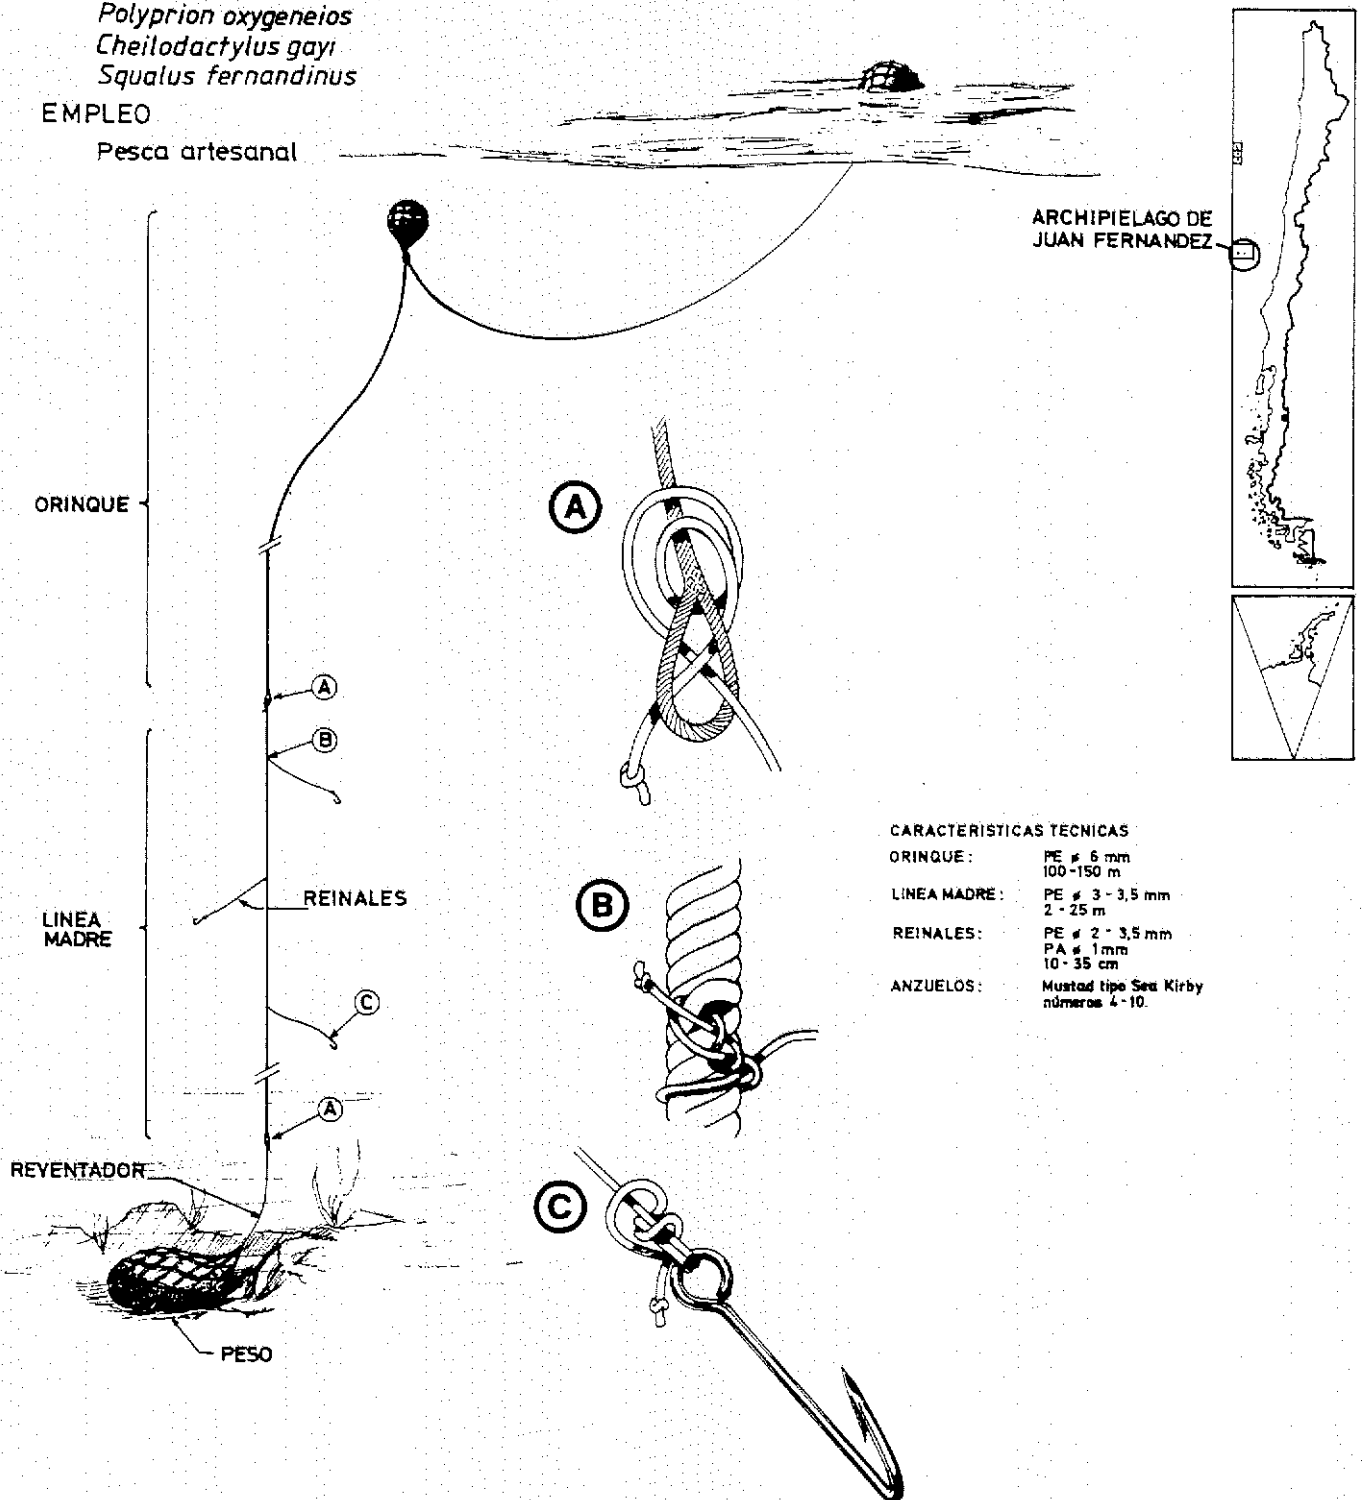 Polyprion oxygeneios
Cheilodactylus gayi
Squalus fernandinus
EMPLEO
Pesca artesanal
ARCHIPIELAGO DE
JUAN FERNANDEZ
ORINQUE
A
A
B
REINALES
LINEA
MADRE
C
A
REVENTADOR
PESO
B
C
CARACTERISTICAS TECNICAS
ORINQUE: PE ø 6 mm
100-150 m
LINEA MADRE: PE ø 3 - 3,5 mm
2 - 25 m
REINALES: PE ø 2 - 3,5 mm
PA ø 1 mm
10 - 35 cm
ANZUELOS: Mustad tipo Sea Kirby
números 4-10.